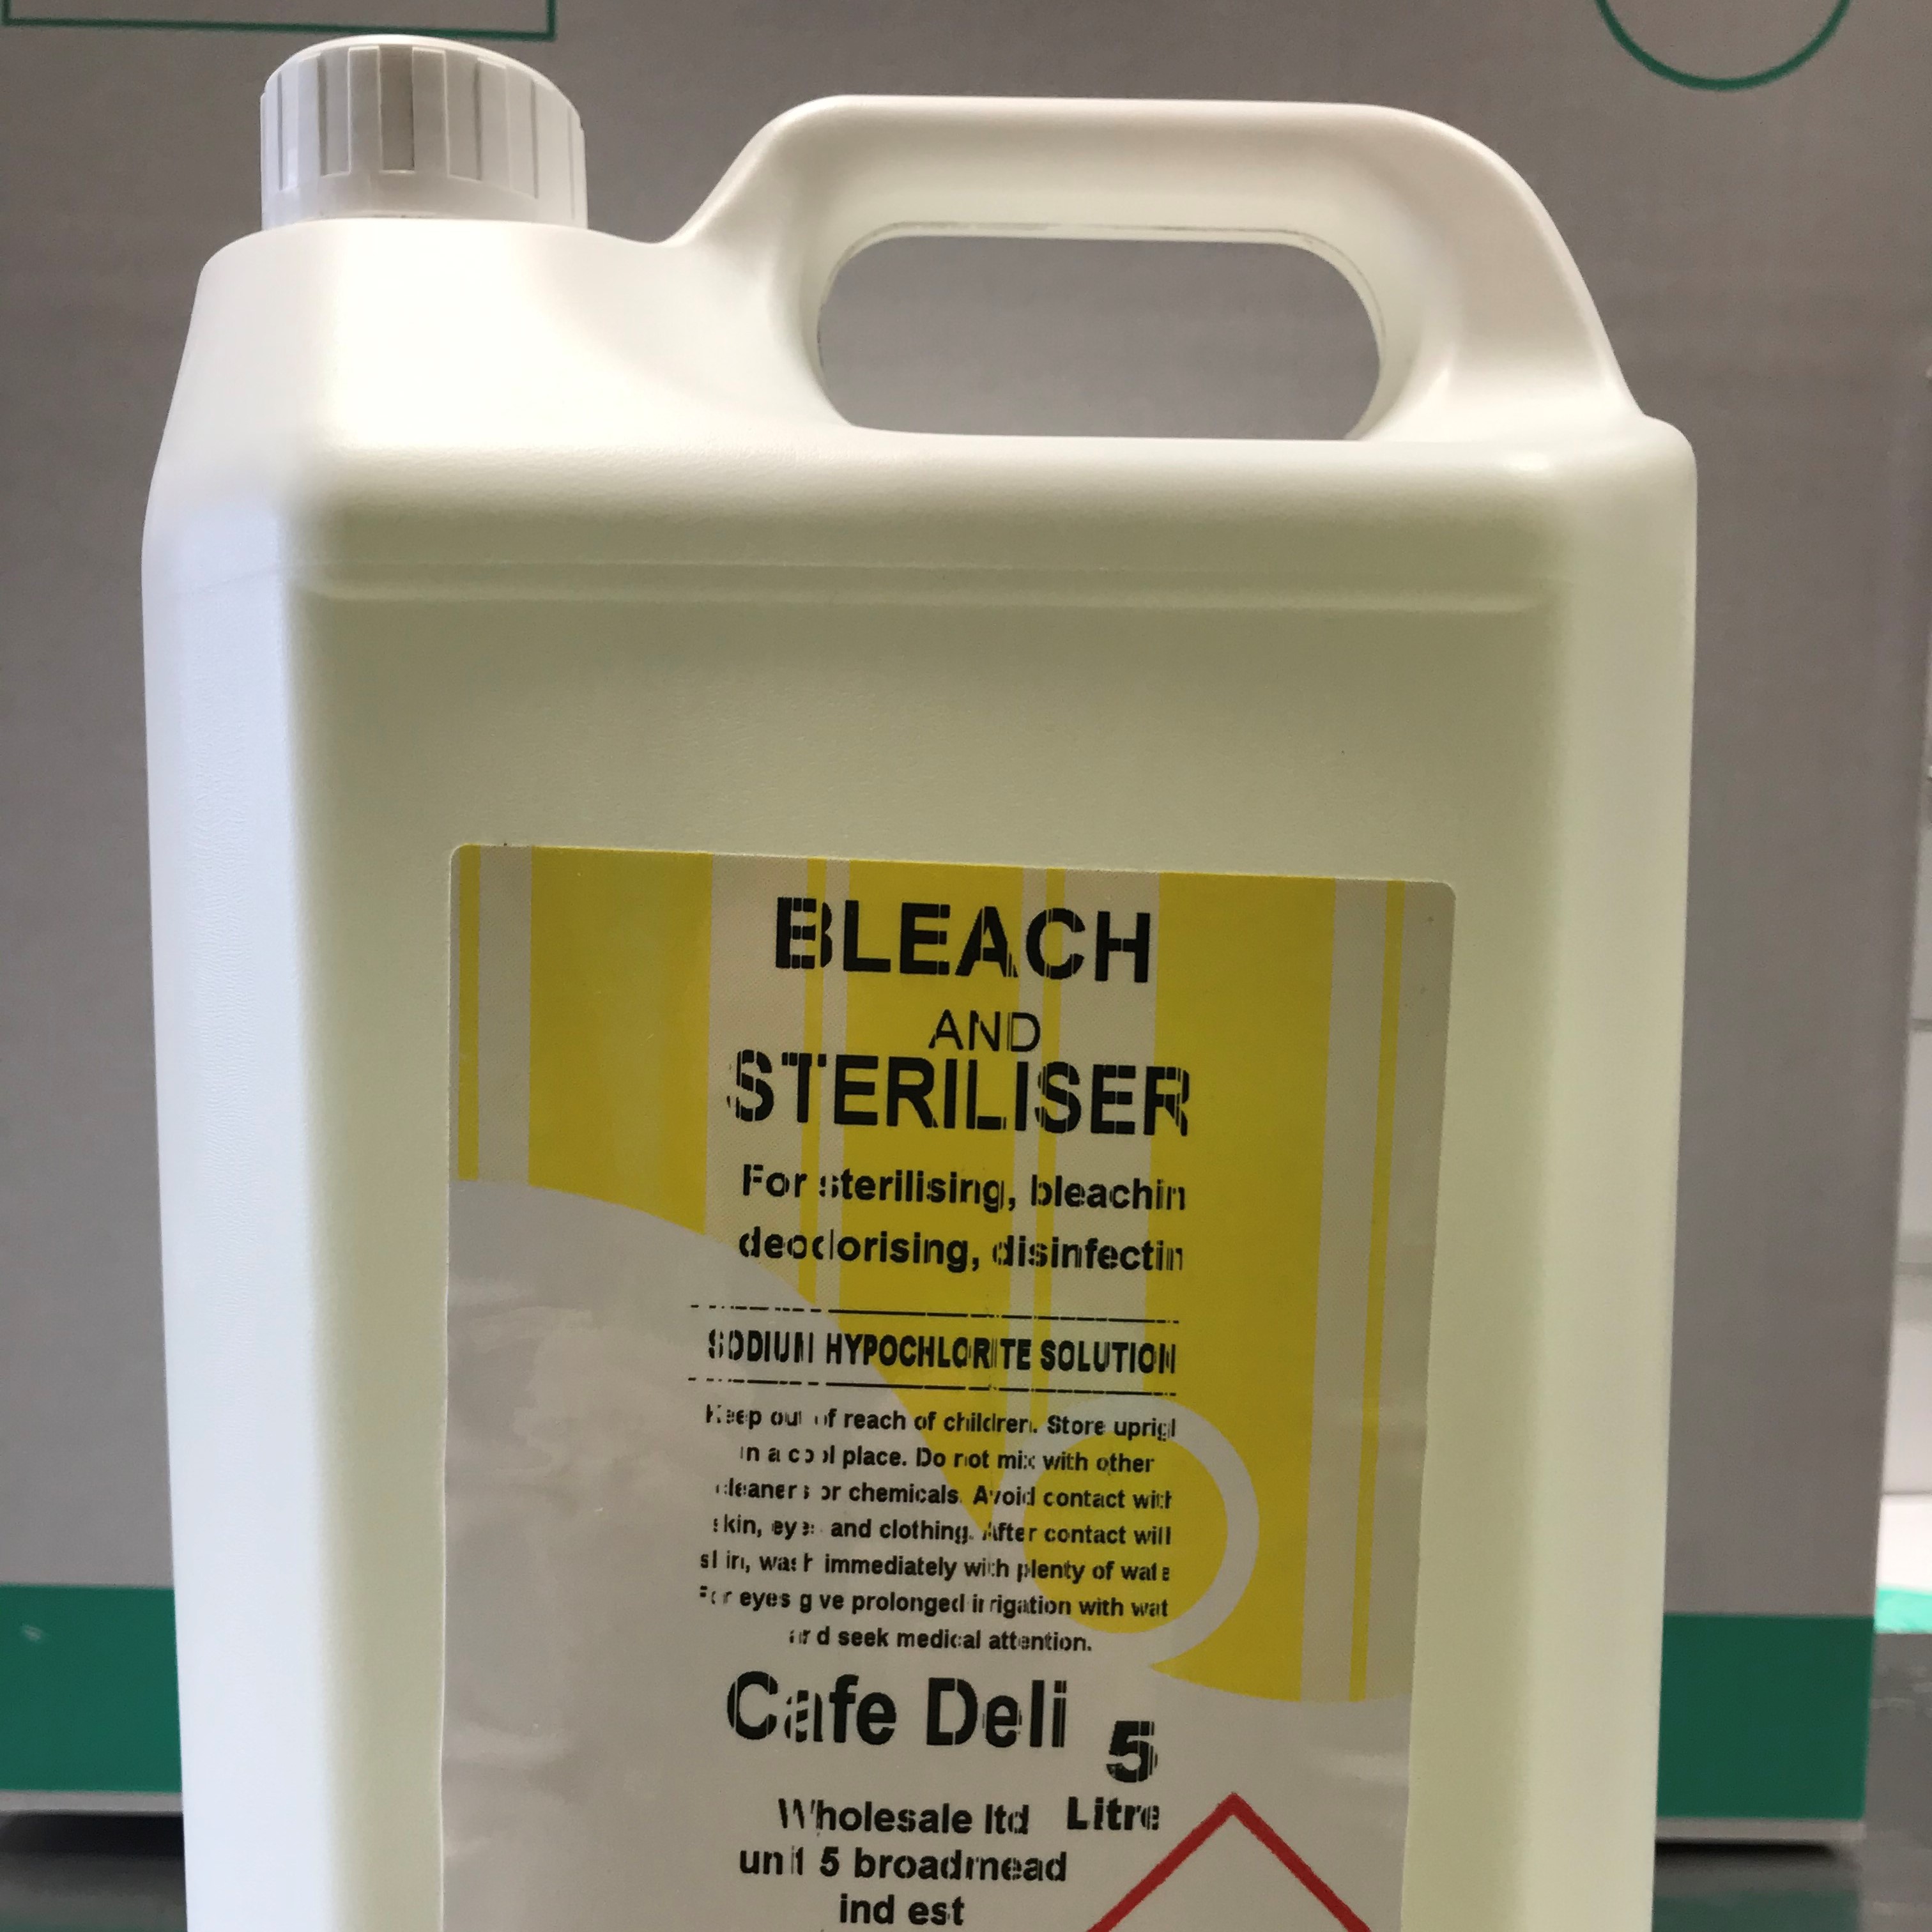 BLEACH
AND
STERILISER
For sterilising, bleachin
deodorising, disinfectin
SODIUM HYPOCHLORITE SOLUTION
Keep out of reach of children. Store uprigl
in a cool place. Do not mix with other
cleaners or chemicals. Avoid contact with
skin, eyes and clothing. After contact will
skin, wash immediately with plenty of wate
For eyes give prolonged irrigation with wat
and seek medical attention.
Cafe Deli
5
Wholesale ltd Litre
unit 5 broadmead
ind est